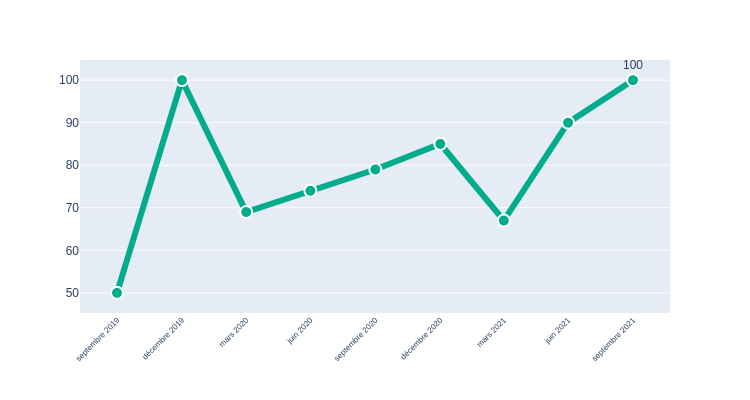 100
100
90
80
70
60
50
septembre 2019
décembre 2019
mars 2020
juin 2020
septembre 2020
décembre 2020
mars 2021
juin 2021
septembre 2021